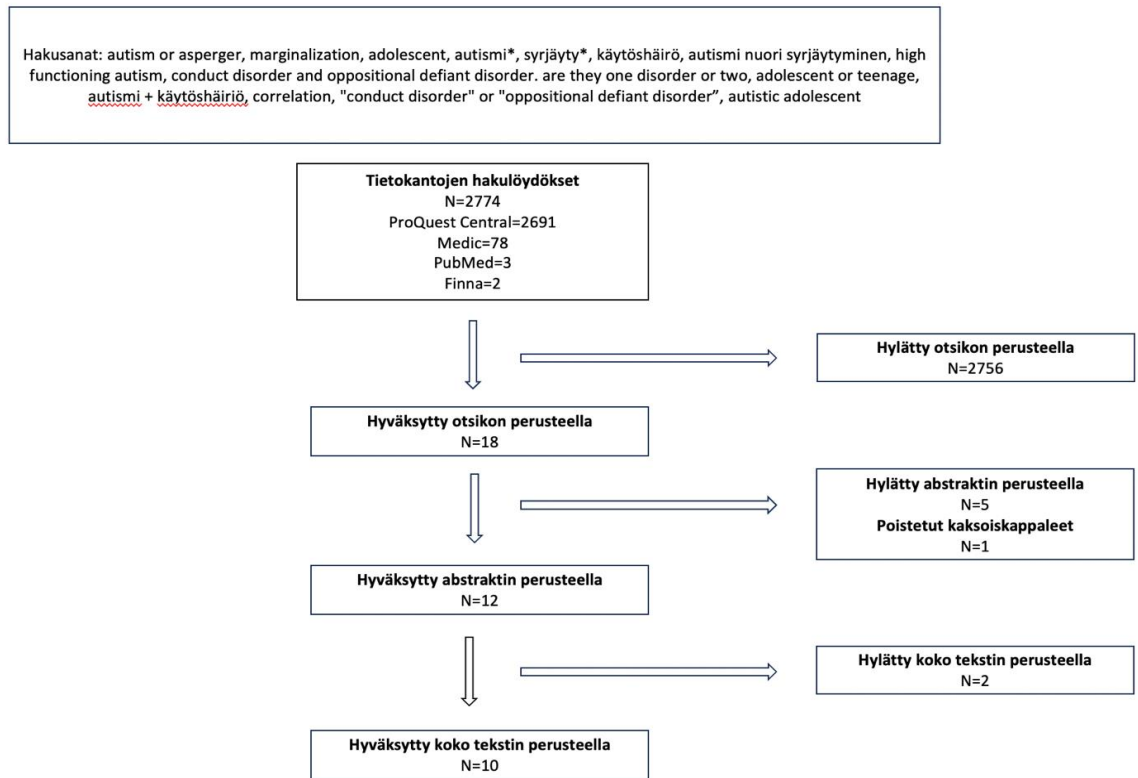 Hakusanat: autism or asperger, marginalization, adolescent, autismi*, syrjäyty*, käytöshäirö, autismi nuori syrjäytyminen, high
functioning autism, conduct disorder and oppositional defiant disorder. are they one disorder or two, adolescent or teenage,
autismi + käytöshäiriö, correlation, "conduct disorder" or "oppositional defiant disorder”, autistic adolescent
Tietokantojen hakulöydökset
N=2774
ProQuest Central=2691
Medic=78
PubMed=3
Finna=2
Hylätty otsikon perusteella
N=2756
Hyväksytty otsikon perusteella
N=18
Hylätty abstraktin perusteella
N=5
Poistetut kaksoiskappaleet
N=1
Hyväksytty abstraktin perusteella
N=12
Hylätty koko tekstin perusteella
N=2
Hyväksytty koko tekstin perusteella
N=10